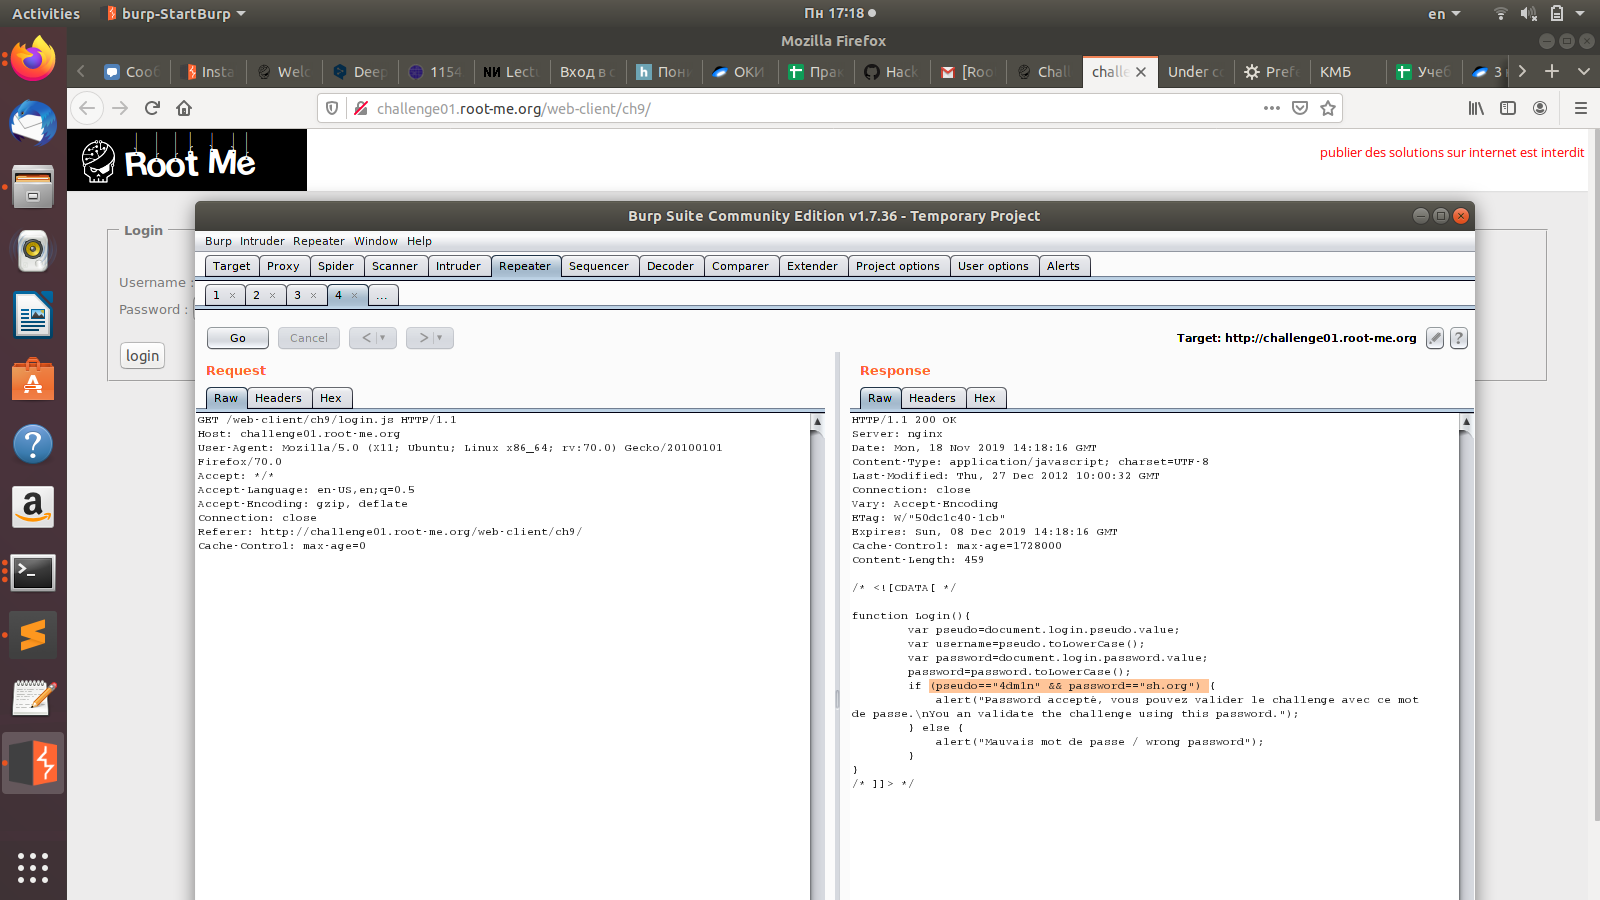 Activities burp-StartBurp Пн 17:18 en
Mozilla Firefox
Cooб Insta Welc Deep 1154 Lectu Вход в с Пони ОКИ Прак Hack [Roo Chall challe Under co Prefe КМБ Учеб 3
challenge01.root-me.org/web-client/ch9/
Root Me
publier des solutions sur internet est interdit
Login
Username :
Password :
login
Burp Suite Community Edition v1.7.36 - Temporary Project
Burp Intruder Repeater Window Help
Target Proxy Spider Scanner Intruder Repeater Sequencer Decoder Comparer Extender Project options User options Alerts
1 × 2 × 3 × 4 × ...
Go Cancel < > Target: http://challenge01.root-me.org ?
Request
Raw Headers Hex
GET /web-client/ch9/login.js HTTP/1.1
Host: challenge01.root-me.org
User-Agent: Mozilla/5.0 (X11; Ubuntu; Linux x86_64; rv:70.0) Gecko/20100101
Firefox/70.0
Accept: */*
Accept-Language: en-US,en;q=0.5
Accept-Encoding: gzip, deflate
Connection: close
Referer: http://challenge01.root-me.org/web-client/ch9/
Cache-Control: max-age=0
Response
Raw Headers Hex
HTTP/1.1 200 OK
Server: nginx
Date: Mon, 18 Nov 2019 14:18:16 GMT
Content-Type: application/javascript; charset=UTF-8
Last-Modified: Thu, 27 Dec 2012 10:00:32 GMT
Connection: close
Vary: Accept-Encoding
ETag: W/"50dc1c40-1cb"
Expires: Sun, 08 Dec 2019 14:18:16 GMT
Cache-Control: max-age=1728000
Content-Length: 459
/* <![CDATA[ */
function Login(){
var pseudo=document.login.pseudo.value;
var username=pseudo.toLowerCase();
var password=document.login.password.value;
password=password.toLowerCase();
if (pseudo=="4dm1n" && password=="sh.org") {
alert("Password accepté, vous pouvez valider le challenge avec ce mot
de passe.\nYou an validate the challenge using this password.");
} else {
alert("Mauvais mot de passe / wrong password");
}
}
/* ]]> */